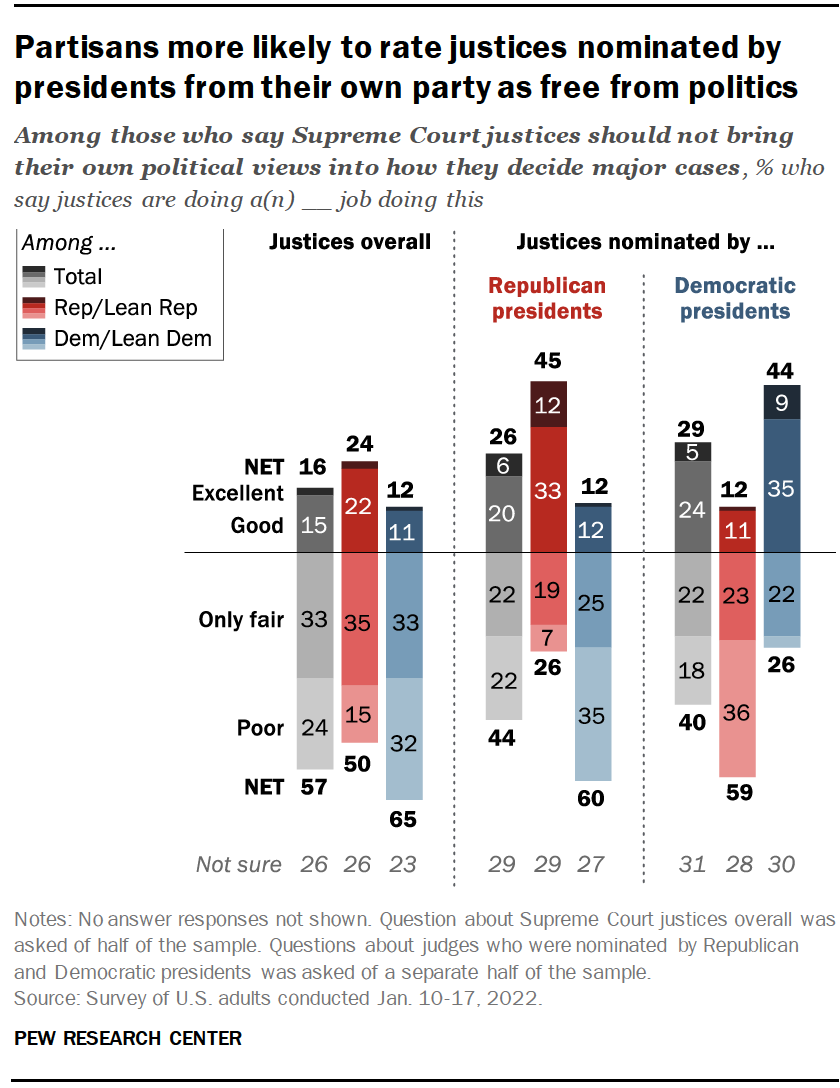 Partisans more likely to rate justices nominated by
presidents from their own party as free from politics
Among those who say Supreme Court justices should not bring
their own political views into how they decide major cases, % who
say justices are doing a(n) __ job doing this
Among ...
Total
Rep/Lean Rep
Dem/Lean Dem
Justices overall
Justices nominated by ...
Republican
presidents
Democratic
presidents
NET 16 24 12 26 45 12 29 12 44
Excellent 6 12 5 9
Good 15 22 11 20 33 12 24 11 35
Only fair 33 35 33 22 19 25 22 23 22
Poor 24 15 32 22 7 35 18 36
NET 57 50 65 44 26 60 40 59 26
Not sure 26 26 23 29 29 27 31 28 30
Notes: No answer responses not shown. Question about Supreme Court justices overall was
asked of half of the sample. Questions about judges who were nominated by Republican
and Democratic presidents was asked of a separate half of the sample.
Source: Survey of U.S. adults conducted Jan. 10-17, 2022.
PEW RESEARCH CENTER